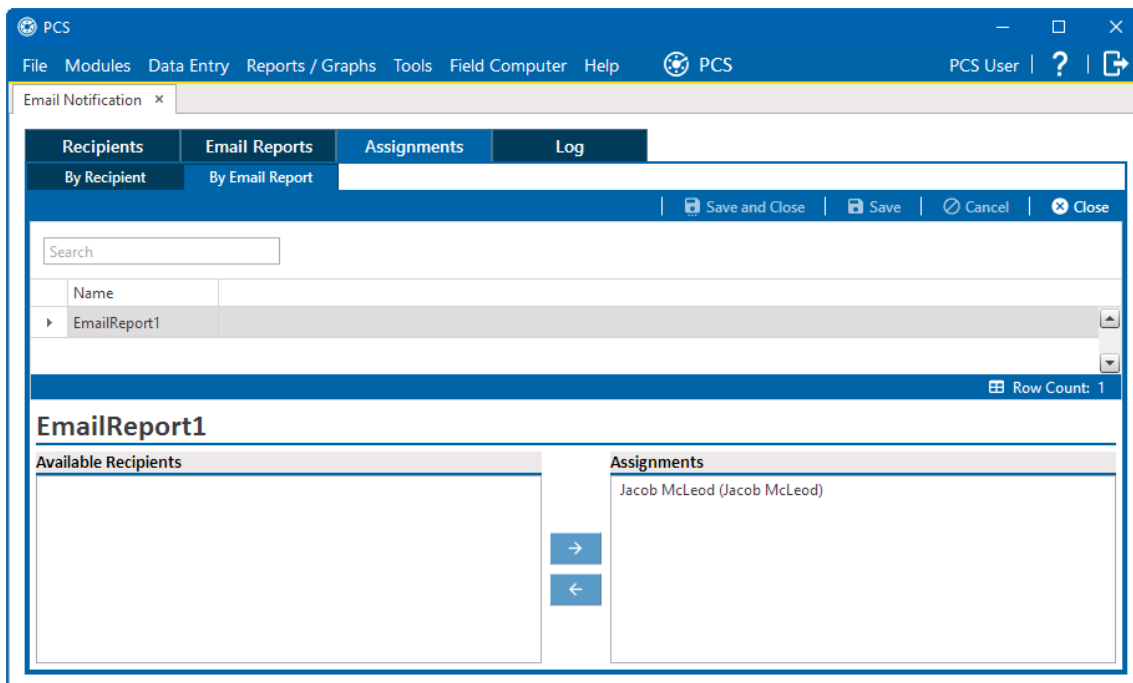 PCS
File Modules Data Entry Reports / Graphs Tools Field Computer Help PCS PCS User | ? |
Email Notification ×
Recipients Email Reports Assignments Log
By Recipient By Email Report
Save and Close | Save | Cancel | Close
Search
Name
EmailReport1
Row Count: 1
EmailReport1
Available Recipients Assignments
Jacob McLeod (Jacob McLeod)